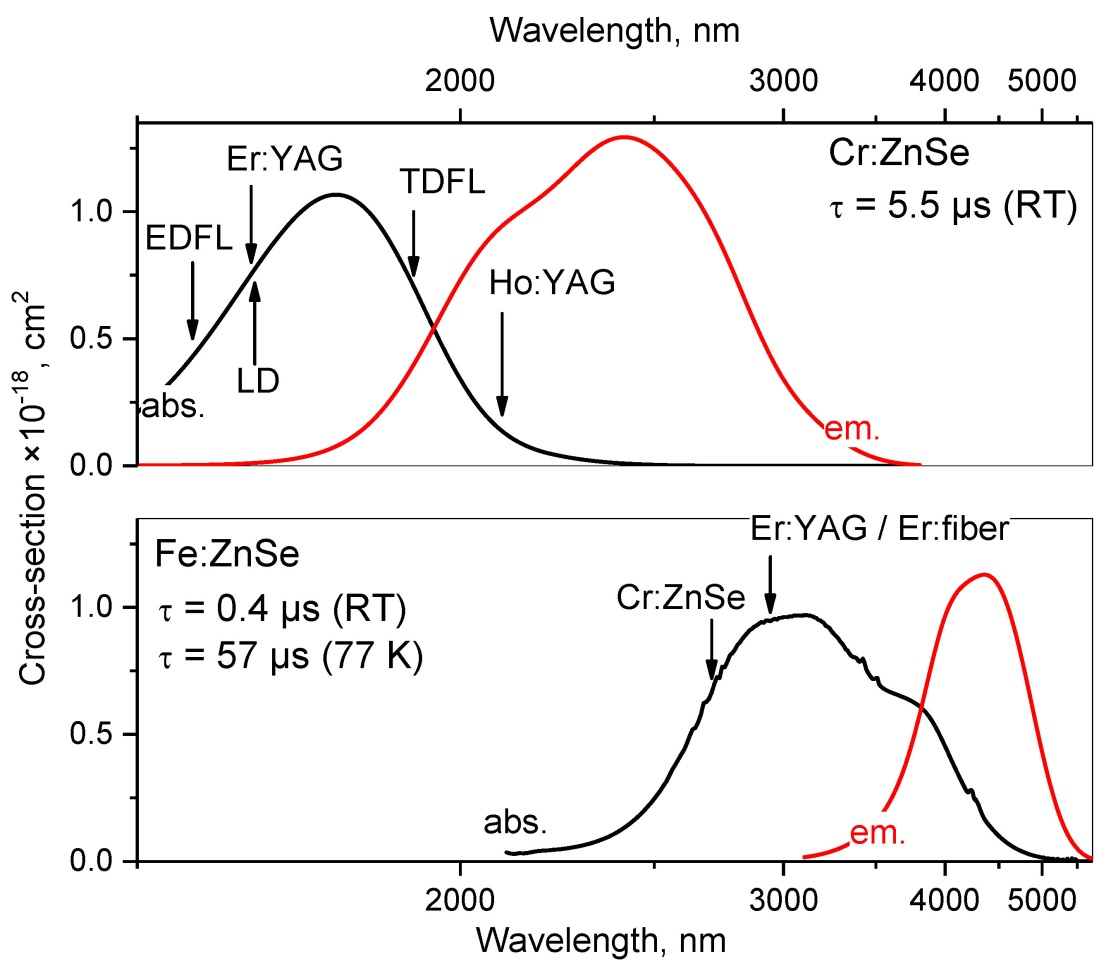 Wavelength, nm
2000 3000 4000 5000
Cross-section ×10⁻¹⁸, cm²
1.0
0.5
0.0
Cr:ZnSe
τ = 5.5 µs (RT)
Er:YAG
TDFL
EDFL
Ho:YAG
LD
abs.
em.
1.0
0.5
0.0
Fe:ZnSe
τ = 0.4 µs (RT)
τ = 57 µs (77 K)
Er:YAG / Er:fiber
Cr:ZnSe
abs.
em.
2000 3000 4000 5000
Wavelength, nm